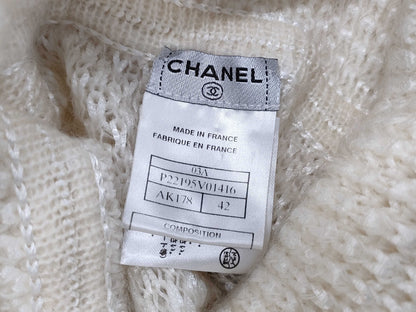 CHANEL
MADE IN FRANCE
FABRIQUE EN FRANCE
03A
P22195V01416
AK178 42
COMPOSITION